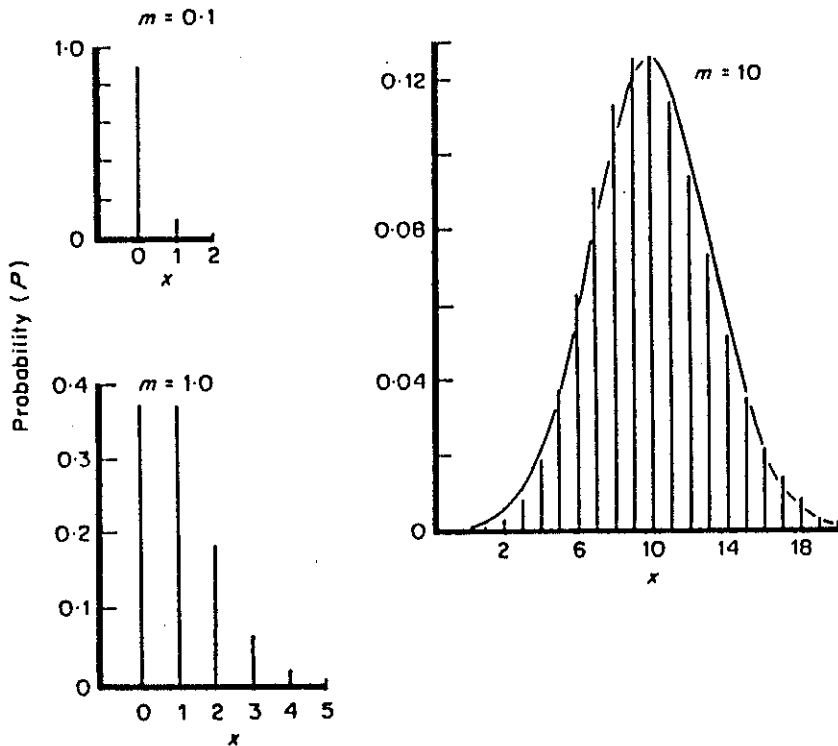 m = 0·1
1·0
0
0 1 2
x
Probability (P)
m = 1·0
0·4
0·3
0·2
0·1
0
0 1 2 3 4 5
x
m = 10
0·12
0·08
0·04
0
2 6 10 14 18
x